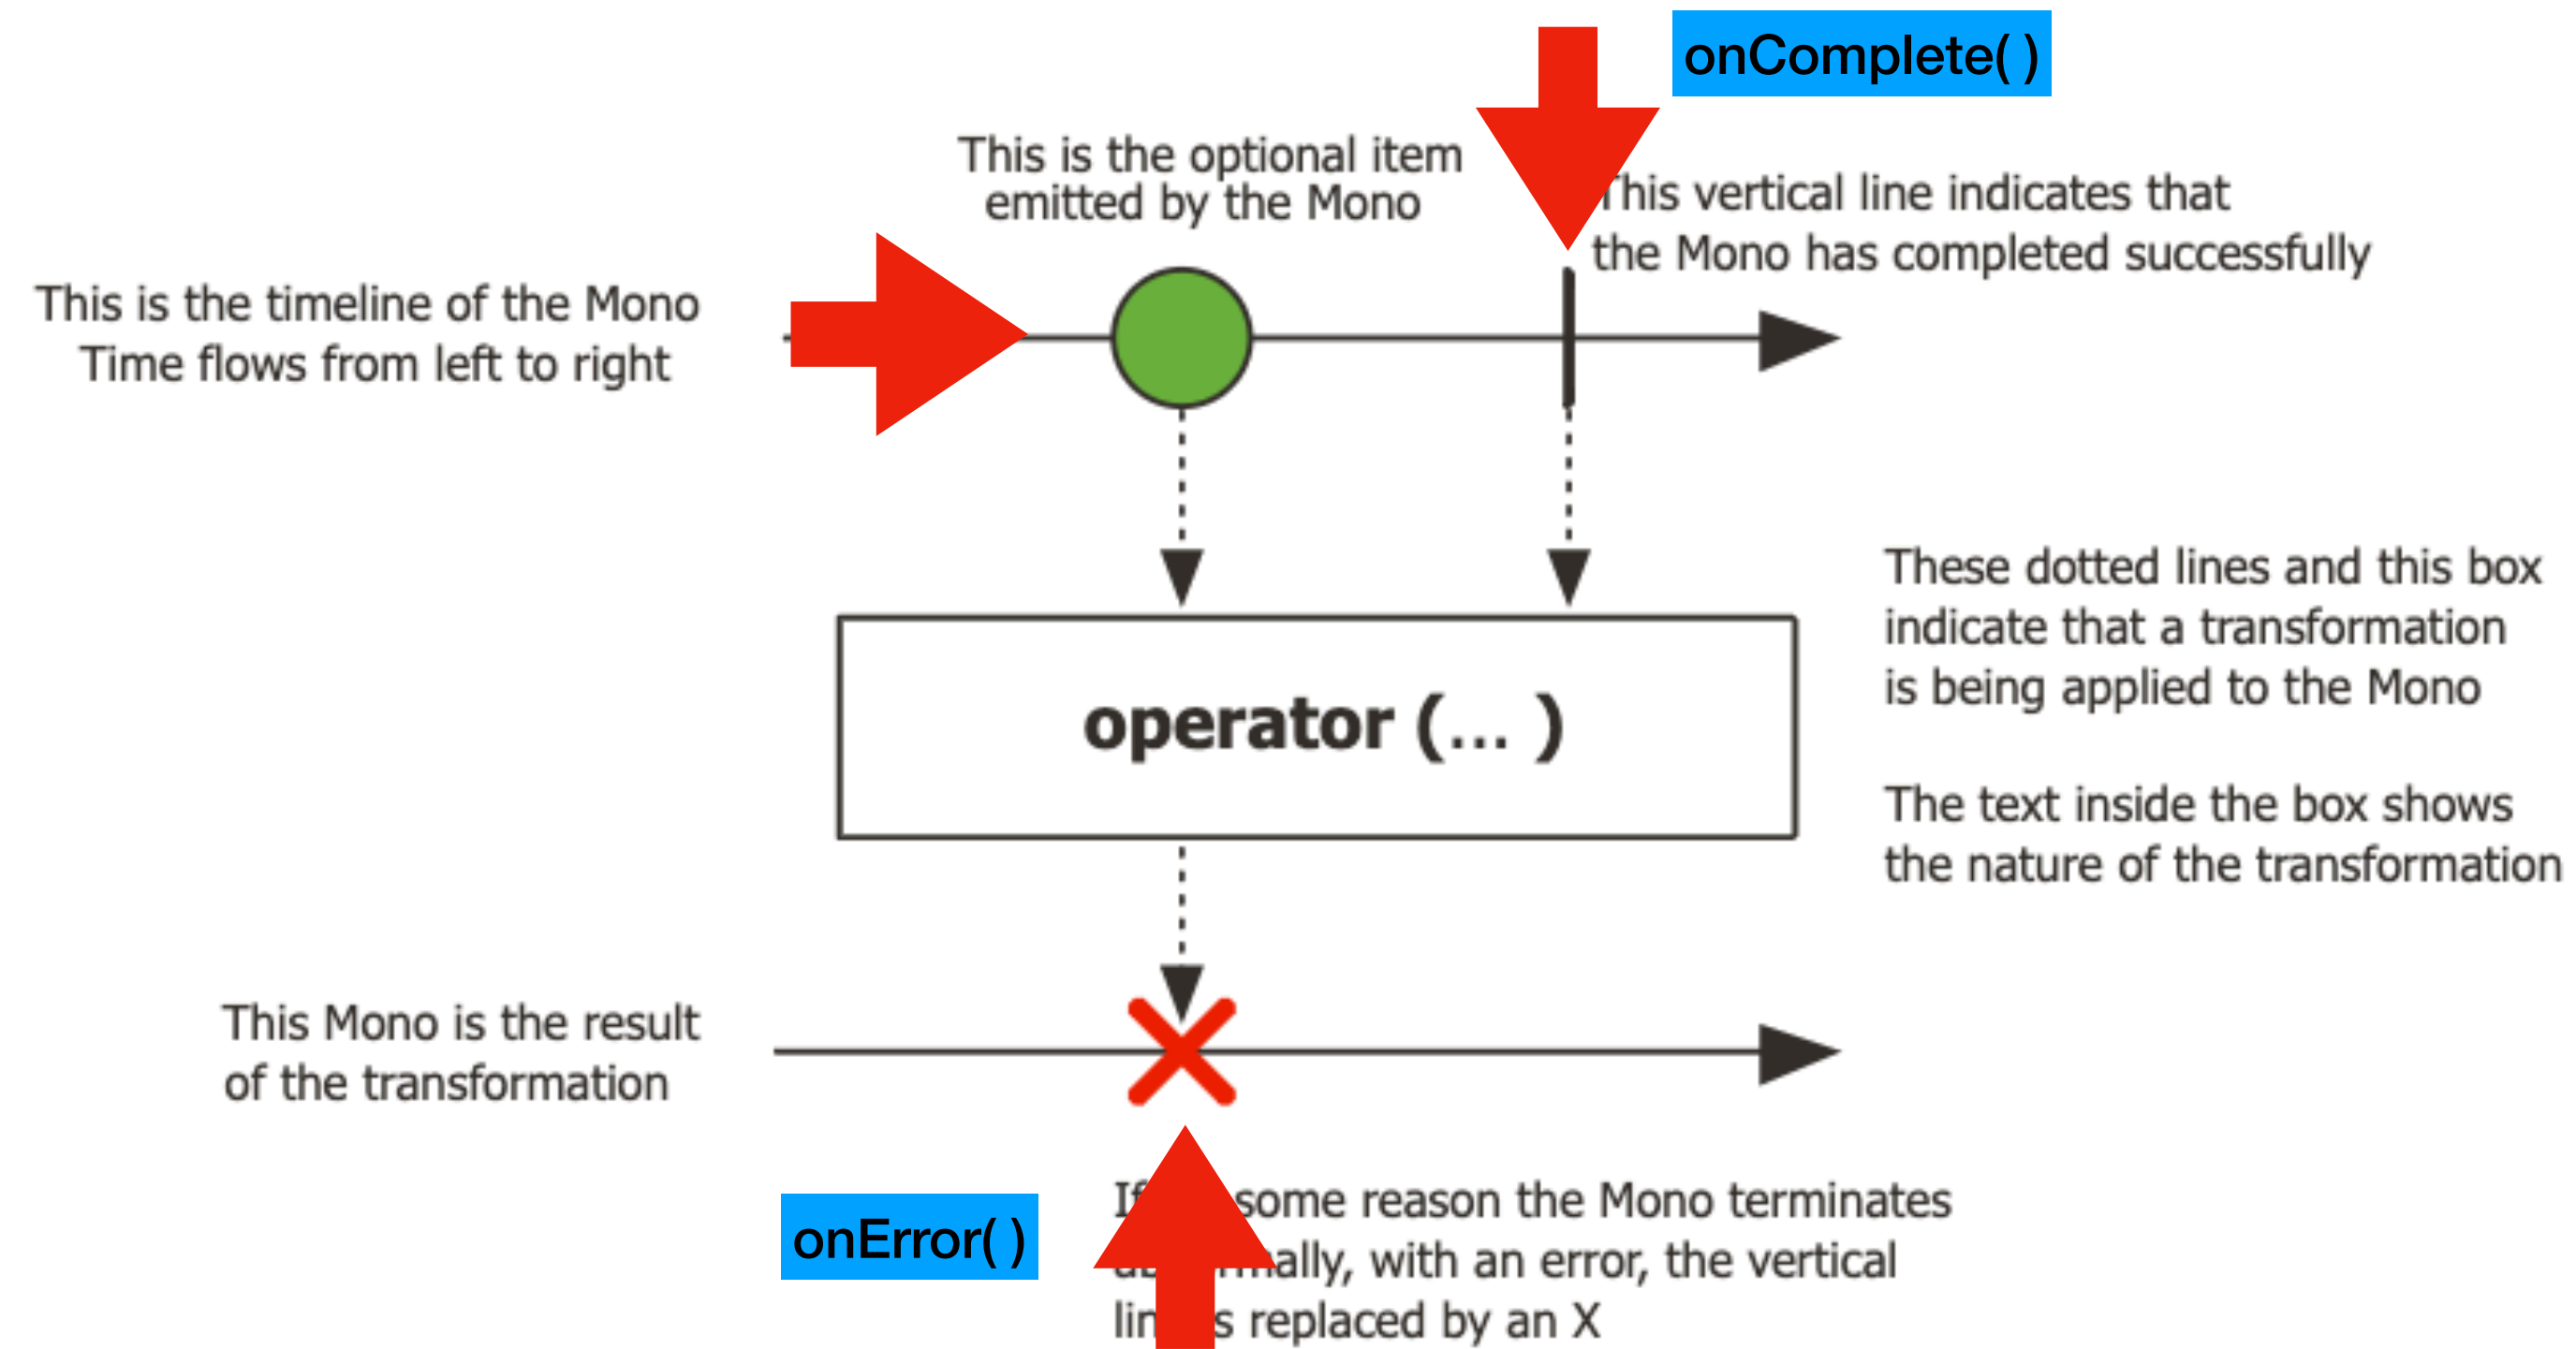 onComplete( )
This is the optional item
emitted by the Mono
This vertical line indicates that
the Mono has completed successfully
This is the timeline of the Mono
Time flows from left to right
These dotted lines and this box
indicate that a transformation
is being applied to the Mono
operator (... )
The text inside the box shows
the nature of the transformation
This Mono is the result
of the transformation
onError( )
If some reason the Mono terminates
with an error, the vertical
replaced by an X